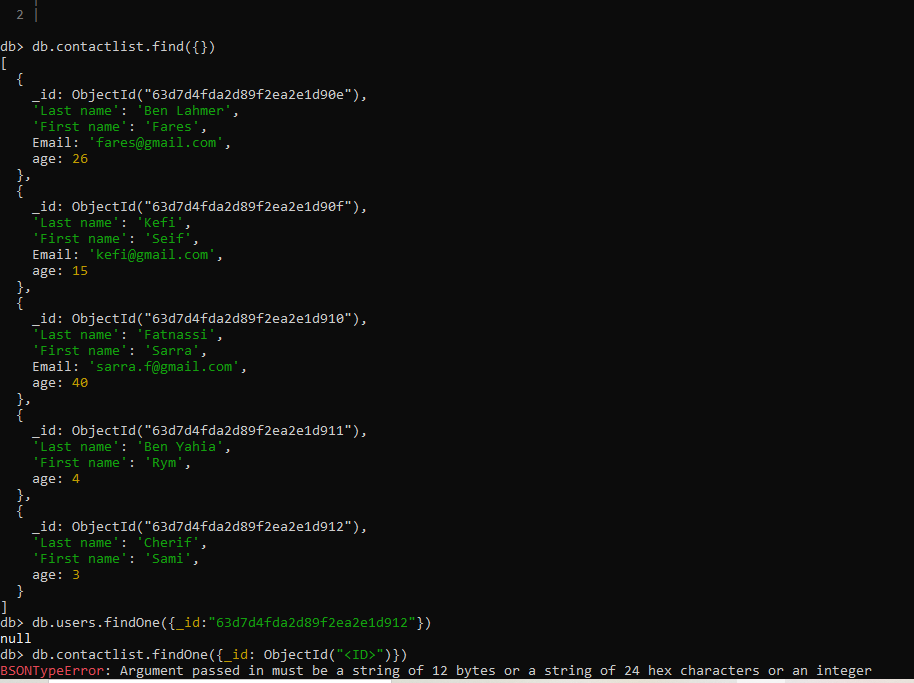 2 |
db> db.contactlist.find({})
[
  {
    _id: ObjectId("63d7d4fda2d89f2ea2e1d90e"),
    'Last name': 'Ben Lahmer',
    'First name': 'Fares',
    Email: 'fares@gmail.com',
    age: 26
  },
  {
    _id: ObjectId("63d7d4fda2d89f2ea2e1d90f"),
    'Last name': 'Kefi',
    'First name': 'Seif',
    Email: 'kefi@gmail.com',
    age: 15
  },
  {
    _id: ObjectId("63d7d4fda2d89f2ea2e1d910"),
    'Last name': 'Fatnassi',
    'First name': 'Sarra',
    Email: 'sarra.f@gmail.com',
    age: 40
  },
  {
    _id: ObjectId("63d7d4fda2d89f2ea2e1d911"),
    'Last name': 'Ben Yahia',
    'First name': 'Rym',
    age: 4
  },
  {
    _id: ObjectId("63d7d4fda2d89f2ea2e1d912"),
    'Last name': 'Cherif',
    'First name': 'Sami',
    age: 3
  }
]
db> db.users.findOne({_id:"63d7d4fda2d89f2ea2e1d912"})
null
db> db.contactlist.findOne({_id: ObjectId("<ID>")})
BSONTypeError: Argument passed in must be a string of 12 bytes or a string of 24 hex characters or an integer